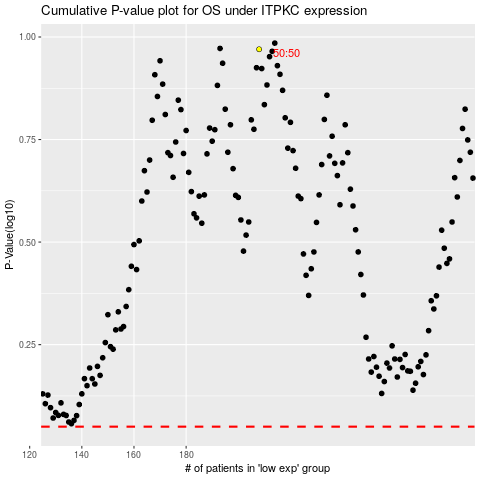 Cumulative P-value plot for OS under ITPKC expression
P-Value(log10)
1.00
0.75
0.50
0.25
50:50
120 140 160 180
# of patients in 'low exp' group